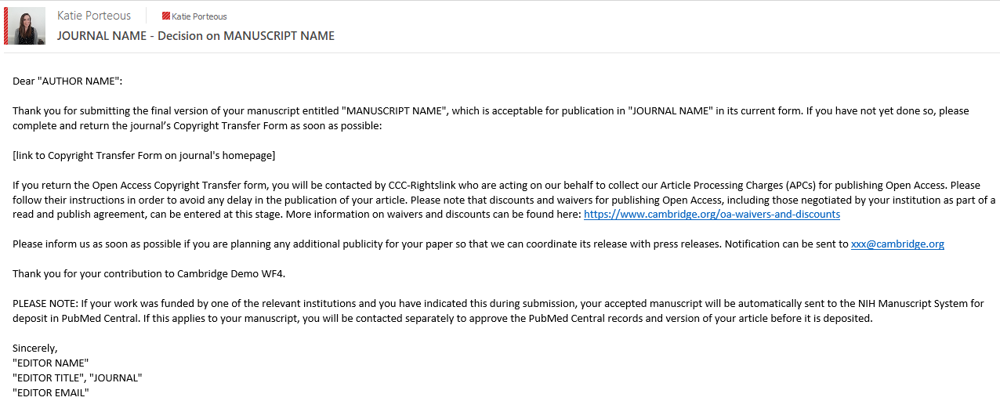 Katie Porteous
Katie Porteous
JOURNAL NAME - Decision on MANUSCRIPT NAME
Dear "AUTHOR NAME":
Thank you for submitting the final version of your manuscript entitled "MANUSCRIPT NAME", which is acceptable for publication in "JOURNAL NAME" in its current form. If you have not yet done so, please
complete and return the journal’s Copyright Transfer Form as soon as possible:
[link to Copyright Transfer Form on journal's homepage]
If you return the Open Access Copyright Transfer form, you will be contacted by CCC-Rightslink who are acting on our behalf to collect our Article Processing Charges (APCs) for publishing Open Access. Please
follow their instructions in order to avoid any delay in the publication of your article. Please note that discounts and waivers for publishing Open Access, including those negotiated by your institution as part of a
read and publish agreement, can be entered at this stage. More information on waivers and discounts can be found here: https://www.cambridge.org/oa-waivers-and-discounts
Please inform us as soon as possible if you are planning any additional publicity for your paper so that we can coordinate its release with press releases. Notification can be sent to xxx@cambridge.org
Thank you for your contribution to Cambridge Demo WF4.
PLEASE NOTE: If your work was funded by one of the relevant institutions and you have indicated this during submission, your accepted manuscript will be automatically sent to the NIH Manuscript System for
deposit in PubMed Central. If this applies to your manuscript, you will be contacted separately to approve the PubMed Central records and version of your article before it is deposited.
Sincerely,
"EDITOR NAME"
"EDITOR TITLE", "JOURNAL"
"EDITOR EMAIL"